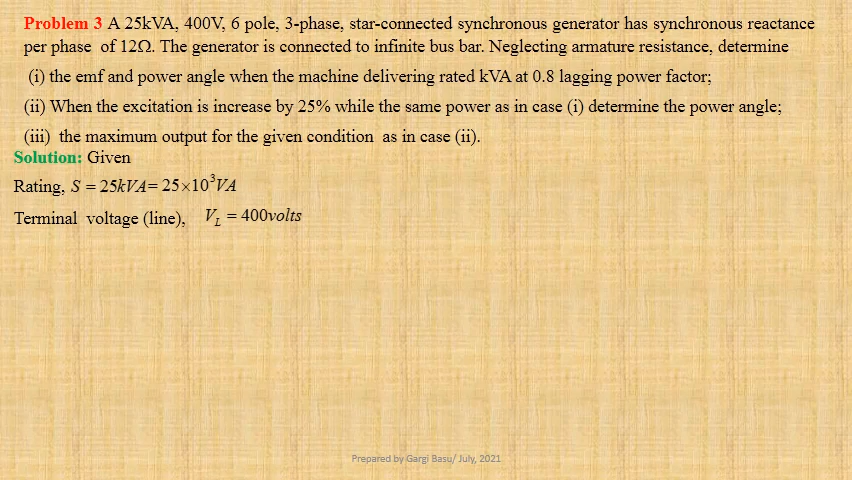 Problem 3 A 25kVA, 400V, 6 pole, 3-phase, star-connected synchronous generator has synchronous reactance
per phase of 12Ω. The generator is connected to infinite bus bar. Neglecting armature resistance, determine
(i) the emf and power angle when the machine delivering rated kVA at 0.8 lagging power factor;
(ii) When the excitation is increase by 25% while the same power as in case (i) determine the power angle;
(iii) the maximum output for the given condition as in case (ii).
Solution: Given
Rating, S = 25kVA= 25×10³VA
Terminal voltage (line), V_L = 400volts
Prepared by Gargi Basu/ July, 2021